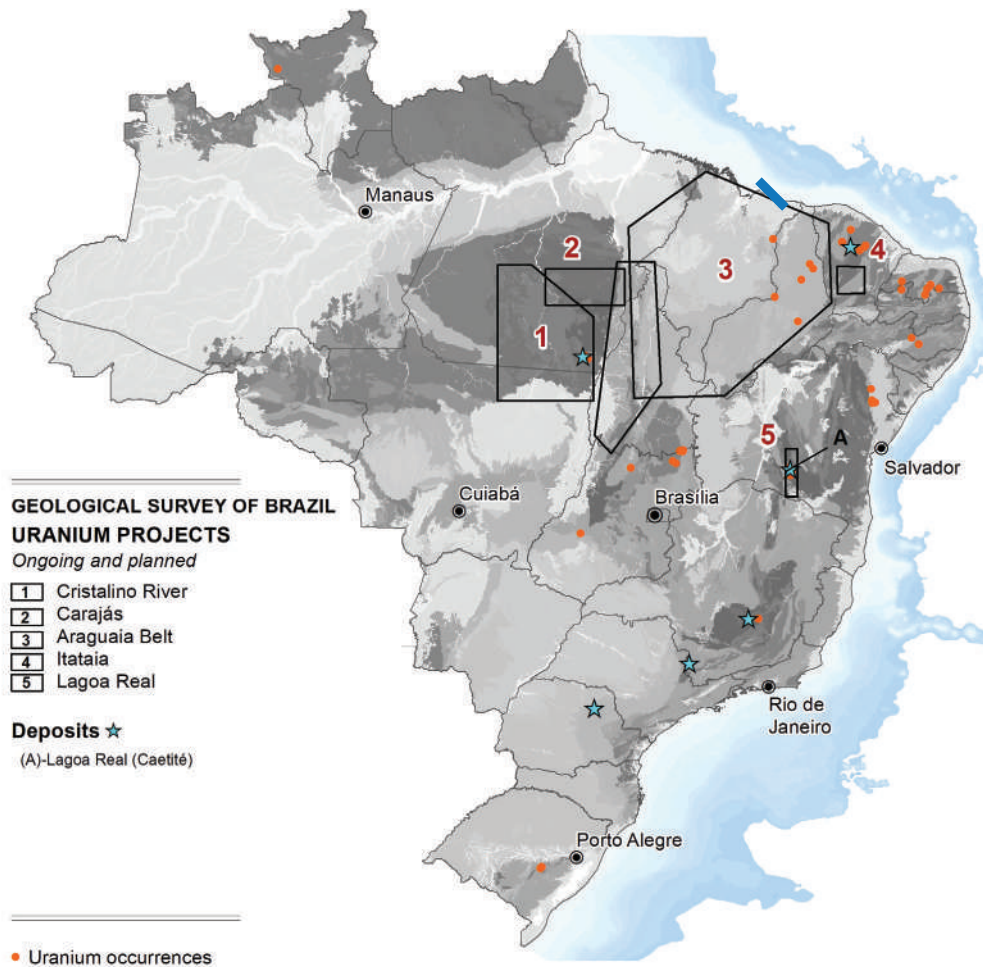 Manaus
2
3
4
1
5
A
Salvador
Cuiabá
Brasília
GEOLOGICAL SURVEY OF BRAZIL
URANIUM PROJECTS
Ongoing and planned
1 Cristalino River
2 Carajás
3 Araguaia Belt
4 Itataia
5 Lagoa Real
Deposits
(A)-Lagoa Real (Caetité)
Rio de
Janeiro
Porto Alegre
Uranium occurrences